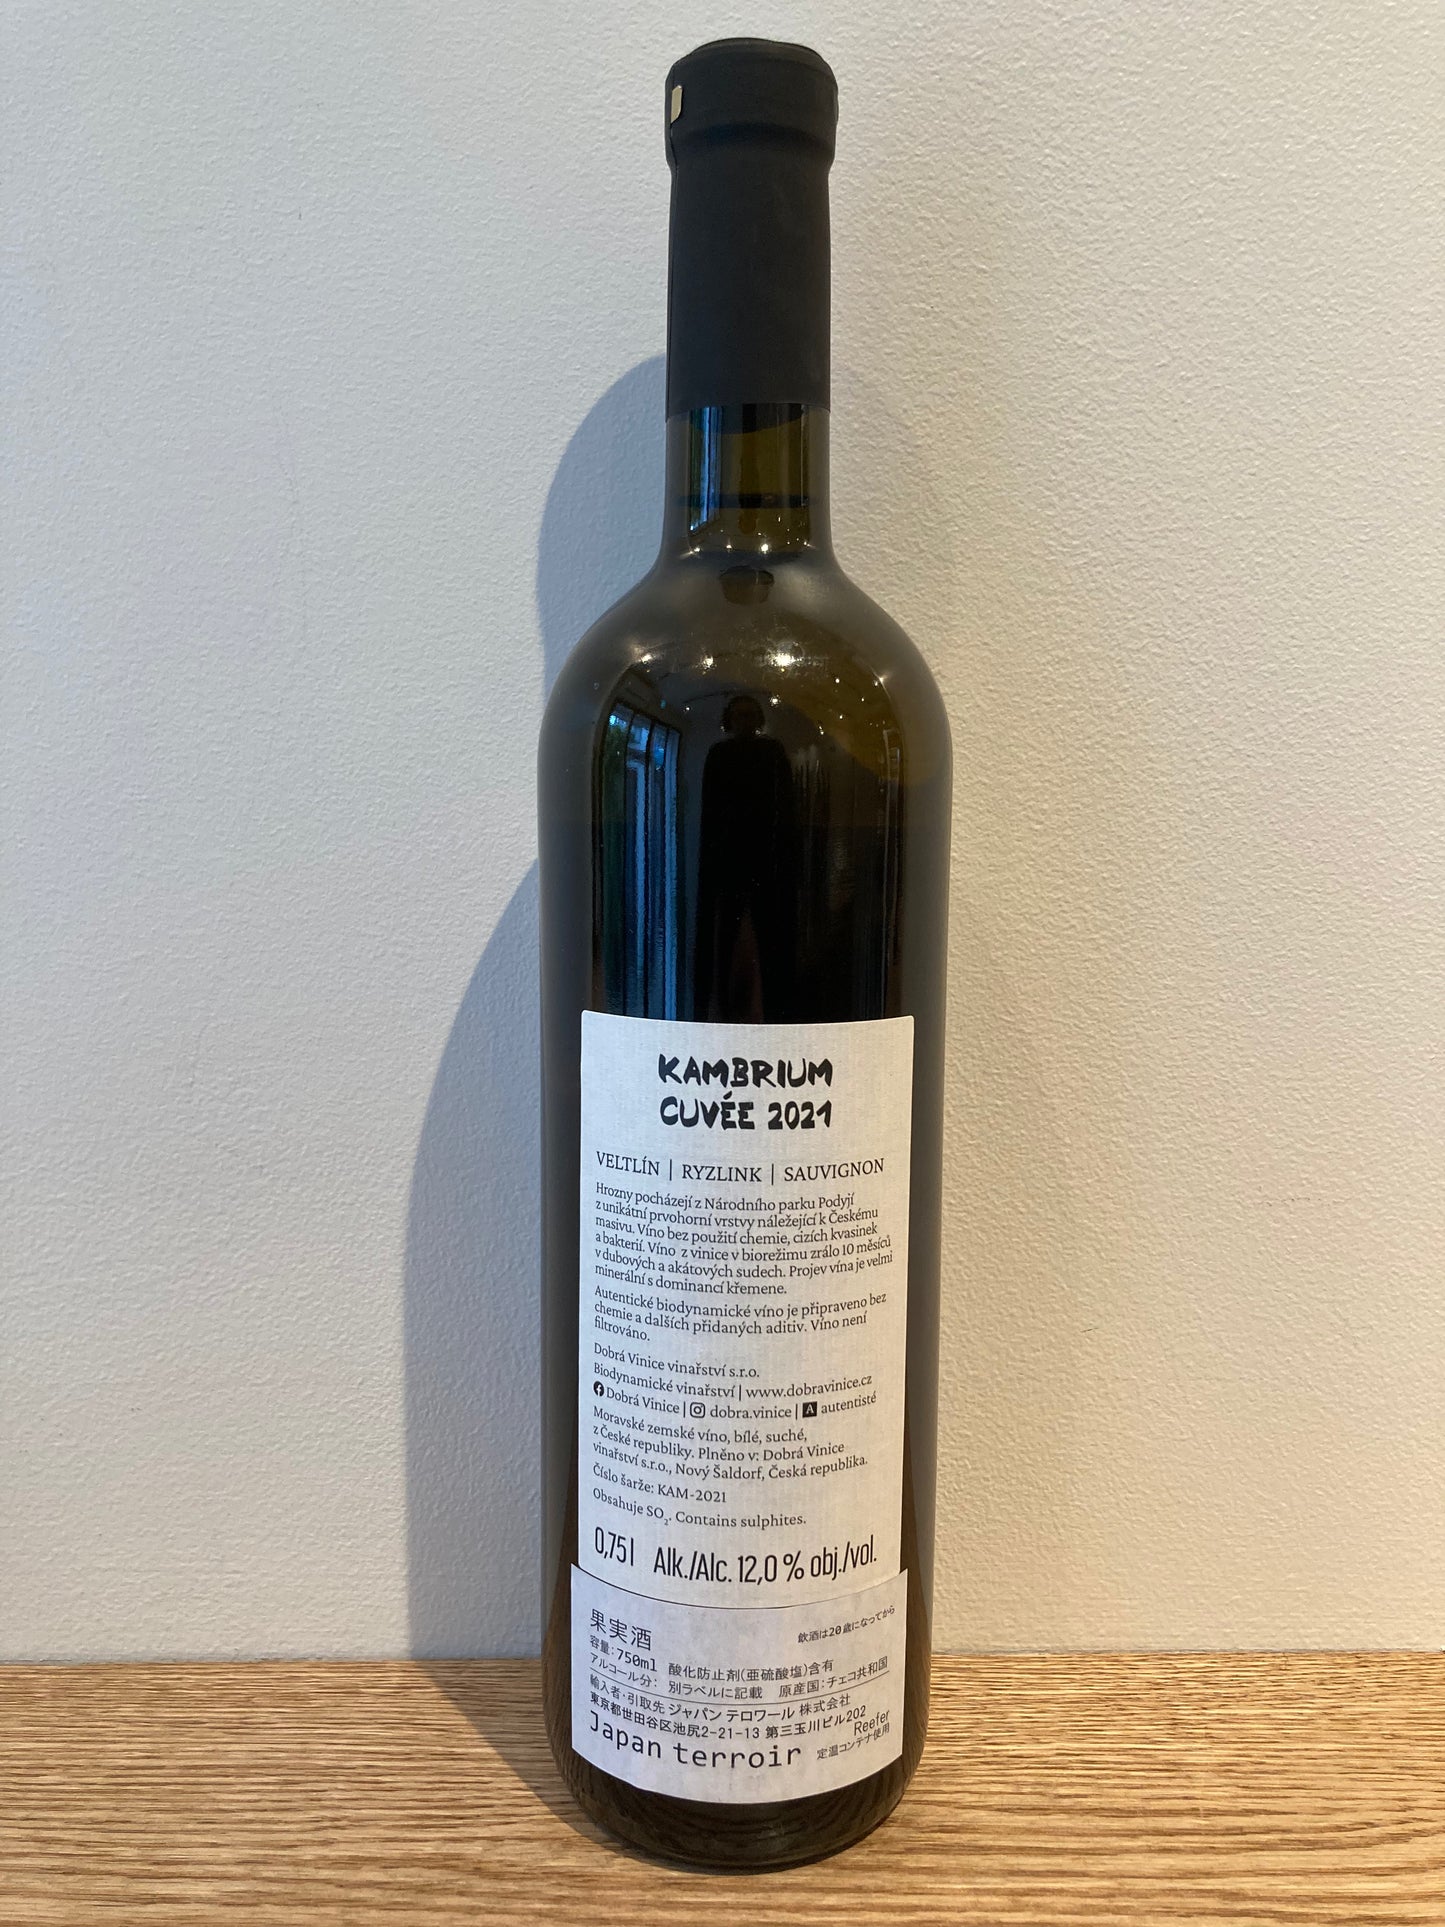 KAMBRIUM
CUVÉE 2021
VELTLÍN | RYZLINK | SAUVIGNON
Hrozny pocházejí z Národního parku Podyjí
z unikátní prvohorní vrstvy náležející k Českému
masivu. Víno bez použití chemie, cizích kvasinek
a bakterií. Víno z vinice v biorežimu zrálo 10 měsíců
v dubových a akátových sudech. Projev vína je velmi
minerální s dominancí křemene.
Autentické biodynamické víno je připraveno bez
chemie a dalších přidaných aditiv. Víno není
filtrováno.
Dobrá Vinice vinařství s.r.o.
Biodynamické vinařství | www.dobravinice.cz
Dobrá Vinice | dobra.vinice | A autentisté
Moravské zemské víno, bílé, suché,
z České republiky. Plněno v: Dobrá Vinice
vinařství s.r.o., Nový Šaldorf, Česká republika.
Číslo šarže: KAM-2021
Obsahuje SO₂. Contains sulphites.
0,75 l Alk./Alc. 12,0 % obj./vol.
果実酒 飲酒は20歳になってから
容量:750ml 酸化防止剤(亜硫酸塩)含有
アルコール分: 別ラベルに記載 原産国:チェコ共和国
輸入者・引取先 ジャパン テロワール 株式会社
東京都世田谷区池尻2-21-13 第三玉川ビル202
Japan terroir Reefer
定温コンテナ使用